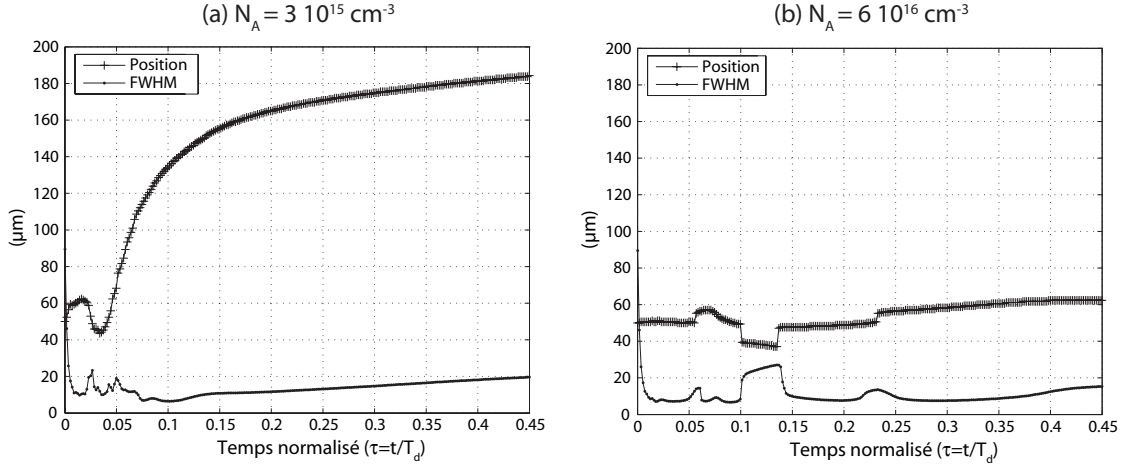 (a) N_A = 3 10^15 cm^-3
200
180
160
140
120
100
80
60
40
20
0
(μm)
Position
FWHM
0 0.05 0.1 0.15 0.2 0.25 0.3 0.35 0.4 0.45
Temps normalisé (τ=t/T_d)
(b) N_A = 6 10^16 cm^-3
200
180
160
140
120
100
80
60
40
20
0
(μm)
Position
FWHM
0 0.05 0.1 0.15 0.2 0.25 0.3 0.35 0.4 0.45
Temps normalisé (τ=t/T_d)